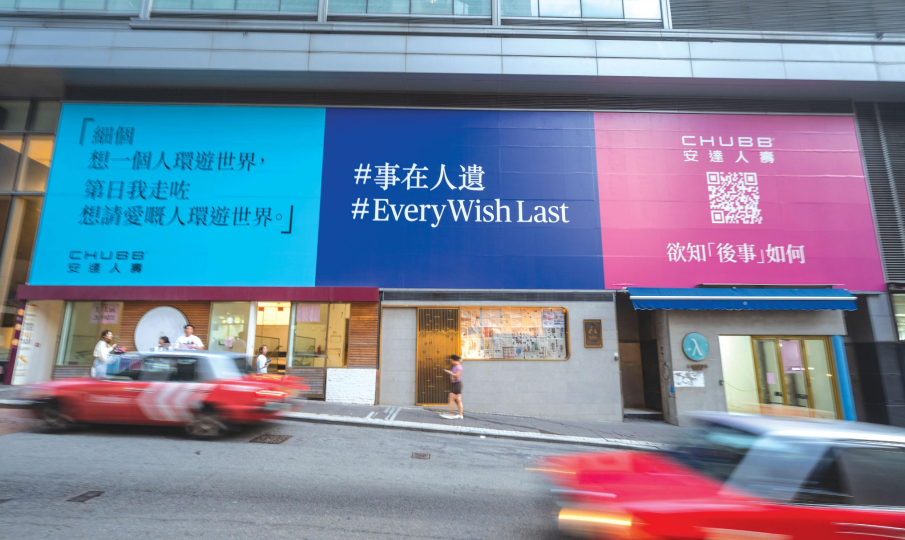 「細個
想一個人環遊世界，
第日我走咗
想請愛嘅人環遊世界。」
CHUBB
安達人壽
#事在人遺
#EveryWish Last
CHUBB
安達人壽
欲知「後事」如何
λ